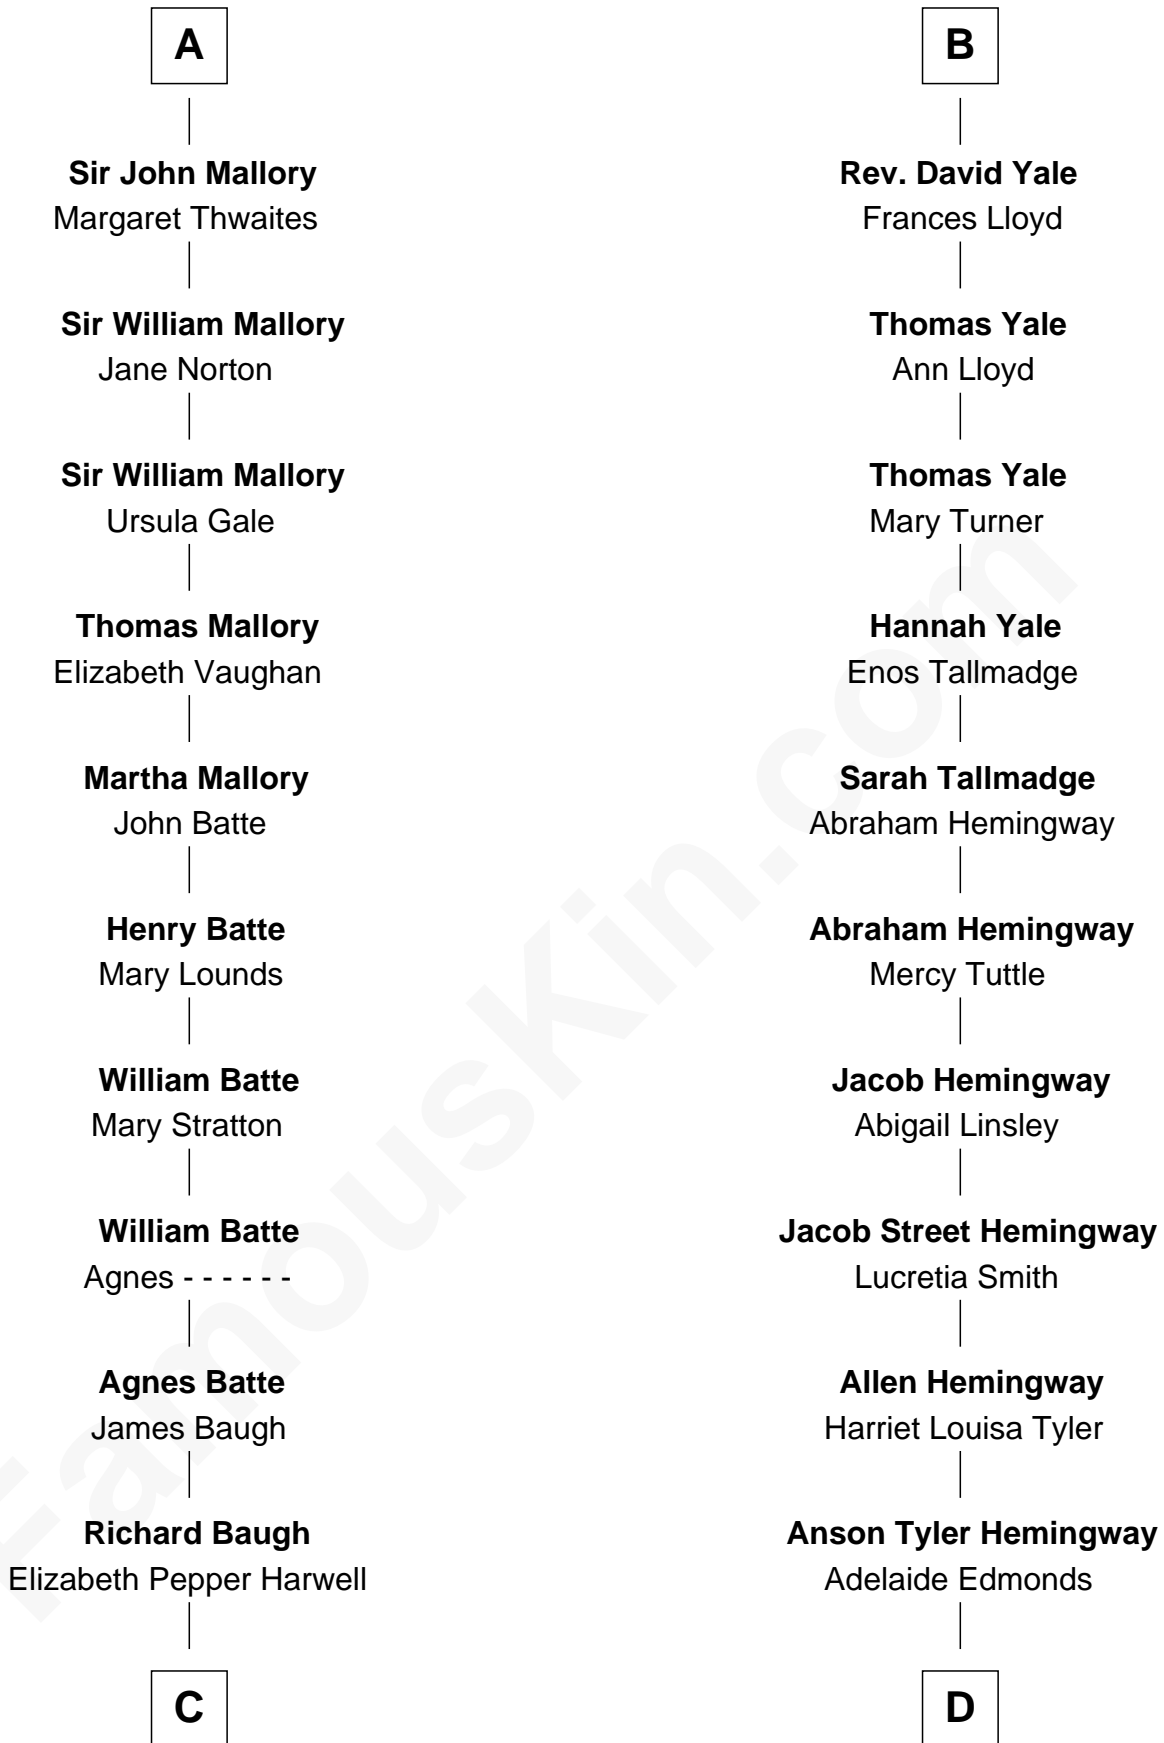 A
Sir John Mallory
Margaret Thwaites
Sir William Mallory
Jane Norton
Sir William Mallory
Ursula Gale
Thomas Mallory
Elizabeth Vaughan
Martha Mallory
John Batte
Henry Batte
Mary Lounds
William Batte
Mary Stratton
William Batte
Agnes - - - - - -
Agnes Batte
James Baugh
Richard Baugh
Elizabeth Pepper Harwell
C
B
Rev. David Yale
Frances Lloyd
Thomas Yale
Ann Lloyd
Thomas Yale
Mary Turner
Hannah Yale
Enos Tallmadge
Sarah Tallmadge
Abraham Hemingway
Abraham Hemingway
Mercy Tuttle
Jacob Hemingway
Abigail Linsley
Jacob Street Hemingway
Lucretia Smith
Allen Hemingway
Harriet Louisa Tyler
Anson Tyler Hemingway
Adelaide Edmonds
D
FamousKin.com